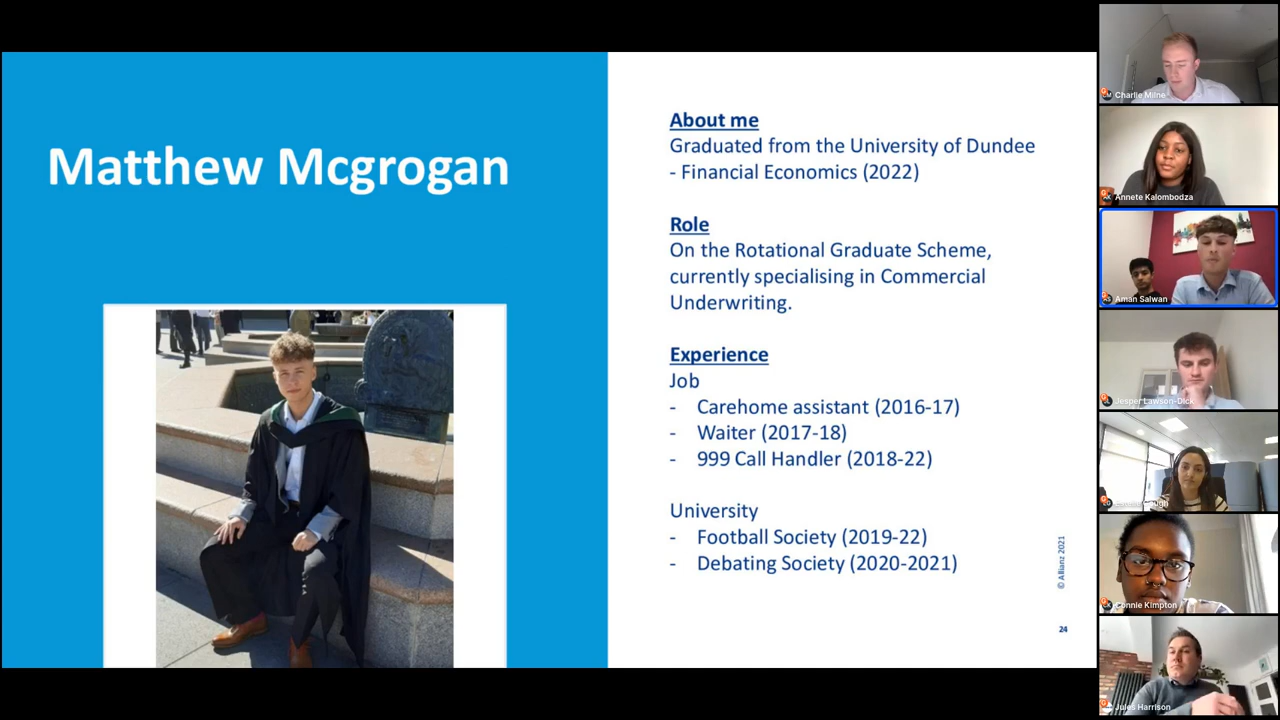 Matthew Mcgrogan
About me
Graduated from the University of Dundee
- Financial Economics (2022)
Role
On the Rotational Graduate Scheme,
currently specialising in Commercial
Underwriting.
Experience
Job
- Carehome assistant (2016-17)
- Waiter (2017-18)
- 999 Call Handler (2018-22)
University
- Football Society (2019-22)
- Debating Society (2020-2021)
© Allianz 2021
24
Charlie Milne
Annete Kalombodza
Aman Salwan
Jesper Lawson-Dick
Connie Kimpton
Jules Harrison